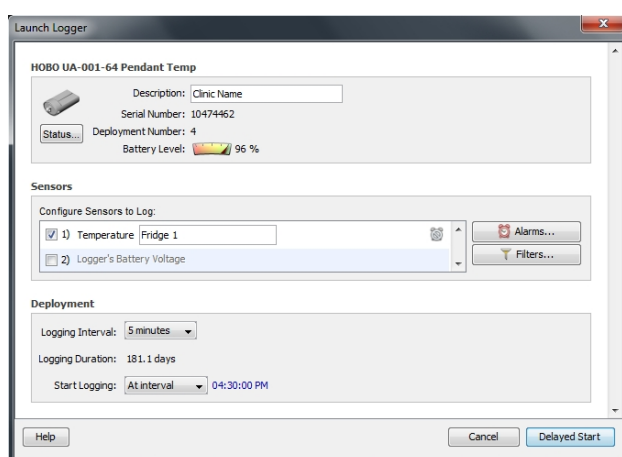 Launch Logger
HOBO UA-001-64 Pendant Temp
Description: Clinic Name
Serial Number: 10474462
Status... Deployment Number: 4
Battery Level: 96 %
Sensors
Configure Sensors to Log:
1) Temperature Fridge 1
Alarms...
2) Logger's Battery Voltage
Filters...
Deployment
Logging Interval: 5 minutes
Logging Duration: 181.1 days
Start Logging: At interval 04:30:00 PM
Help Cancel Delayed Start